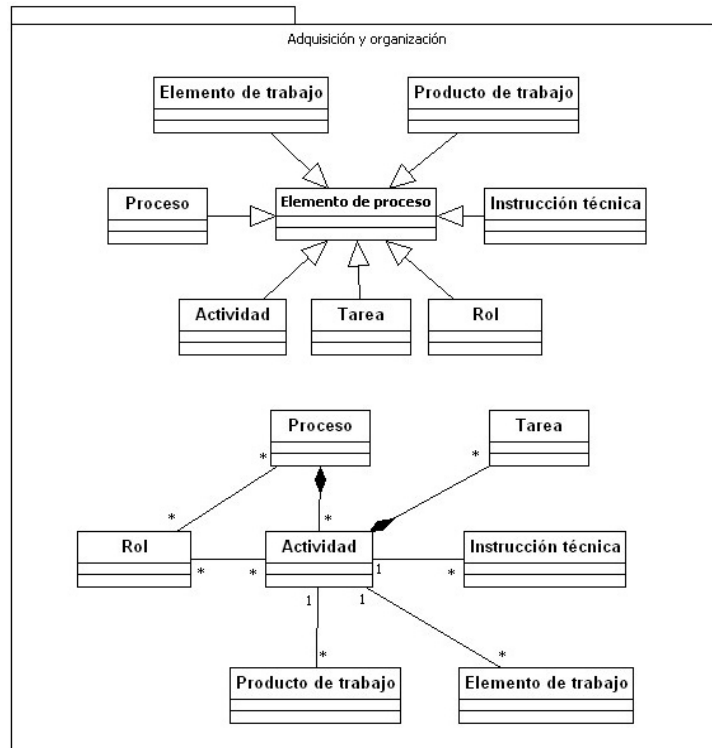 Adquisición y organización
Elemento de trabajo
Producto de trabajo
Proceso
Elemento de proceso
Instrucción técnica
Actividad
Tarea
Rol
Proceso
Tarea
*
*
*
*
Rol
Actividad
Instrucción técnica
*
*
1
*
1
1
*
*
Producto de trabajo
Elemento de trabajo